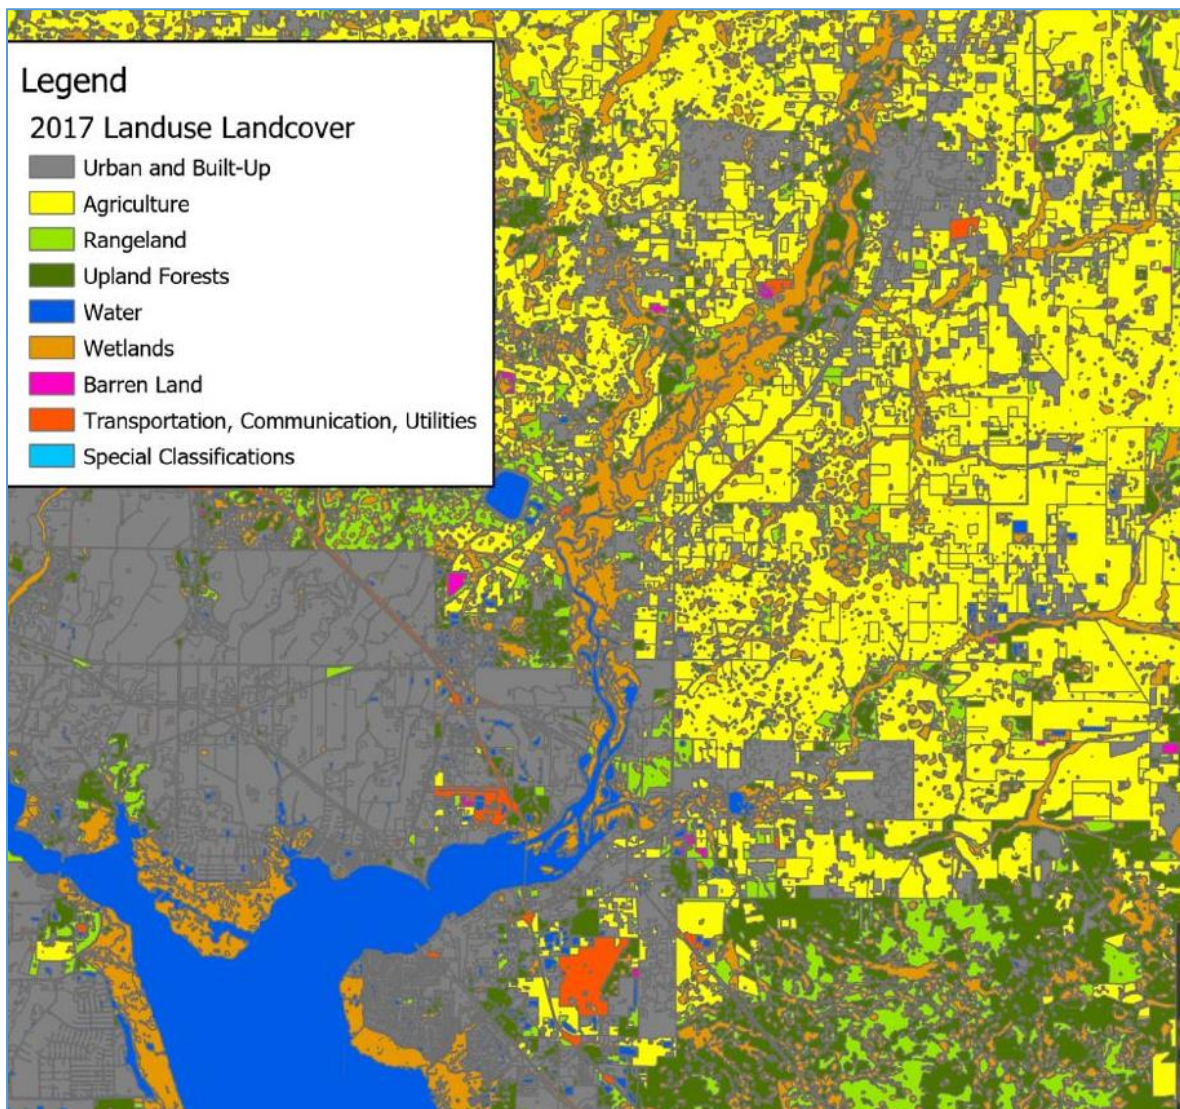 Legend
2017 Landuse Landcover
Urban and Built-Up
Agriculture
Rangeland
Upland Forests
Water
Wetlands
Barren Land
Transportation, Communication, Utilities
Special Classifications